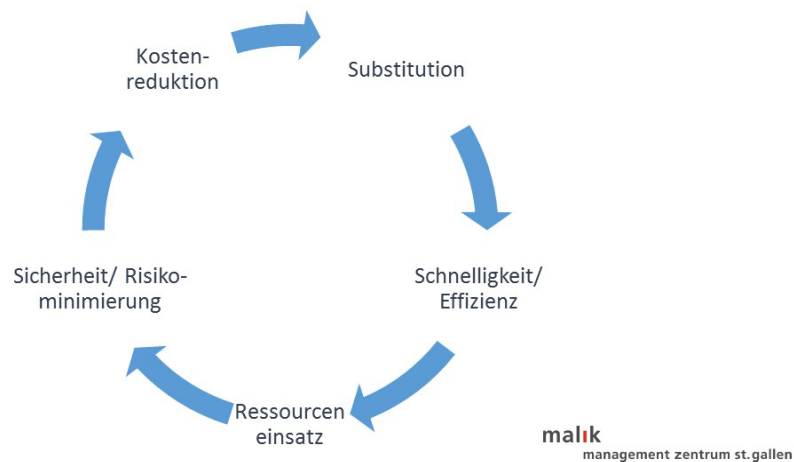 Kosten-
reduktion
Substitution
Schnelligkeit/
Effizienz
Ressourcen
einsatz
Sicherheit/ Risiko-
minimierung
malik
management zentrum st.gallen